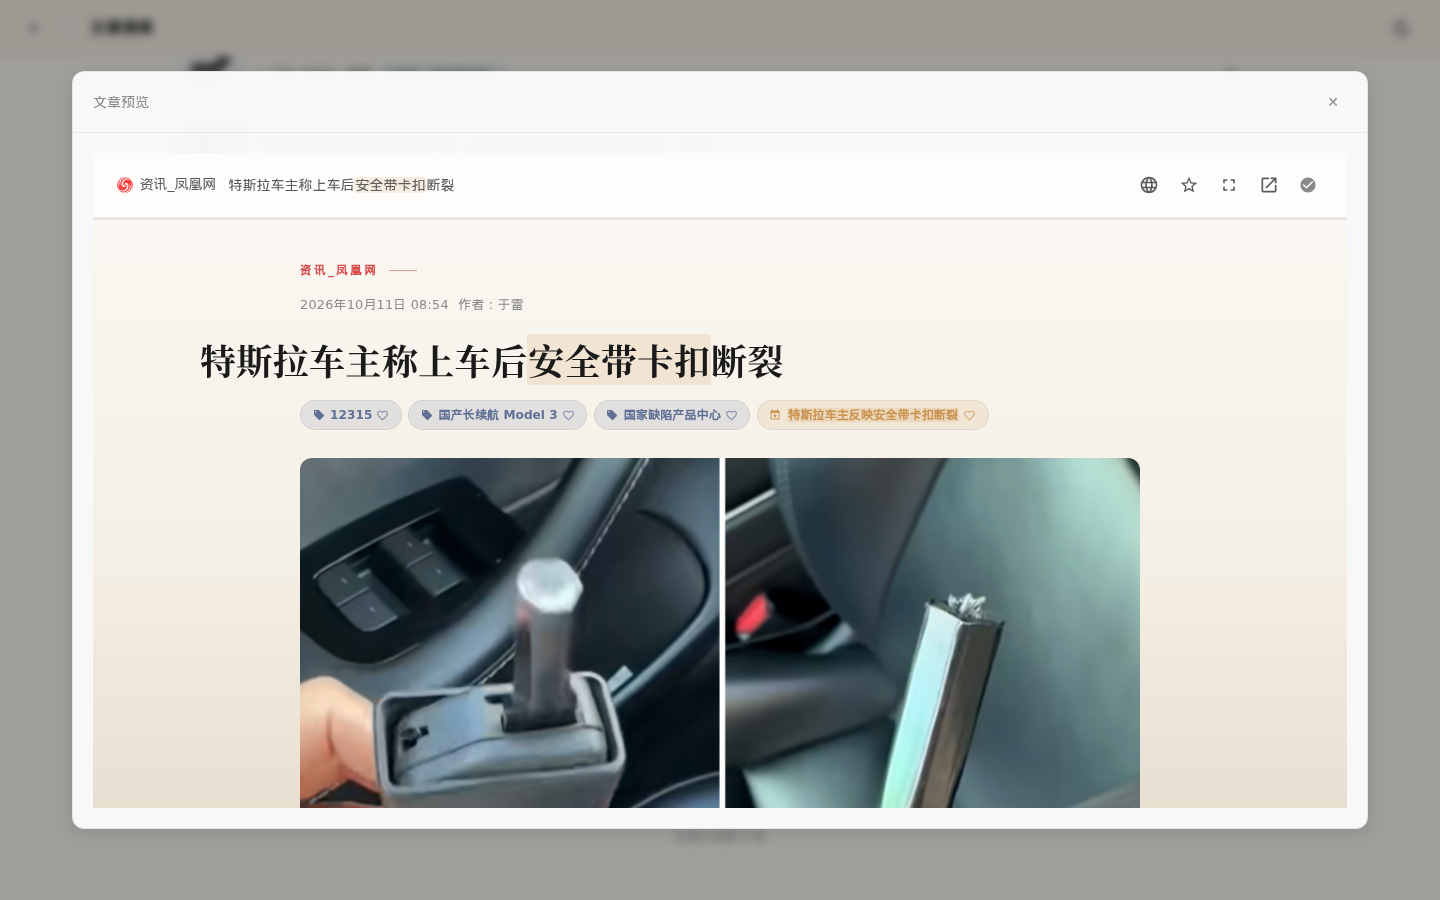 文章预览
资讯_凤凰网 特斯拉车主称上车后安全带卡扣断裂
资讯_凤凰网
2026年10月11日 08:54 作者：于雷
特斯拉车主称上车后安全带卡扣断裂
12315 国产长续航 Model 3 国家缺陷产品中心 特斯拉车主反映安全带卡扣断裂